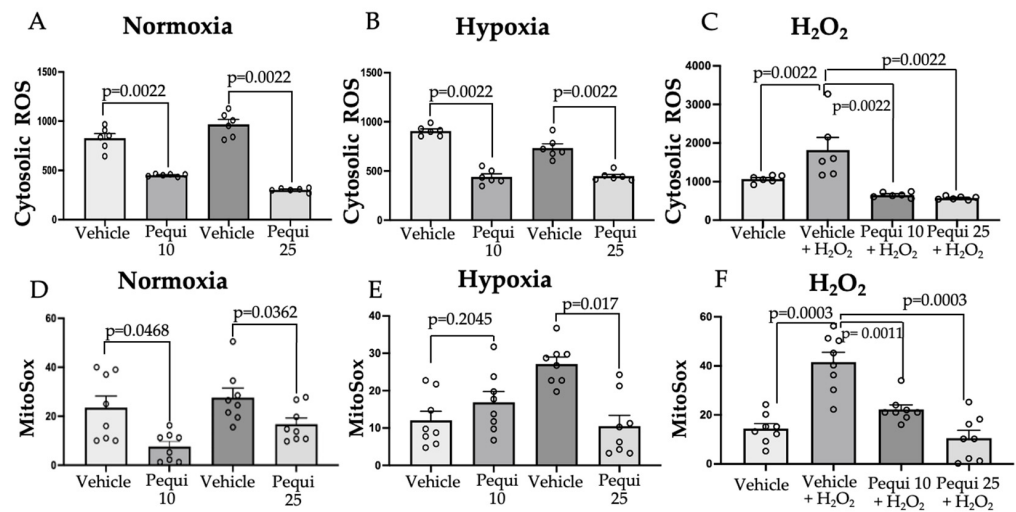 A
Normoxia
Cytosolic ROS
1500
1000
500
0
p=0.0022
p=0.0022
Vehicle
Pequi
10
Vehicle
Pequi
25
B
Hypoxia
Cytosolic ROS
1500
1000
500
0
p=0.0022
p=0.0022
Vehicle
Pequi
10
Vehicle
Pequi
25
C
H₂O₂
Cytosolic ROS
4000
3000
2000
1000
0
p=0.0022
p=0.0022
p=0.0022
Vehicle
Vehicle
+ H₂O₂
Pequi 10
+ H₂O₂
Pequi 25
+ H₂O₂
D
Normoxia
MitoSox
60
40
20
0
p=0.0468
p=0.0362
Vehicle
Pequi
10
Vehicle
Pequi
25
E
Hypoxia
MitoSox
40
30
20
10
0
p=0.2045
p=0.017
Vehicle
Pequi
10
Vehicle
Pequi
25
F
H₂O₂
MitoSox
60
40
20
0
p=0.0003
p=0.0003
p= 0.0011
Vehicle
Vehicle
+ H₂O₂
Pequi 10
+ H₂O₂
Pequi 25
+ H₂O₂